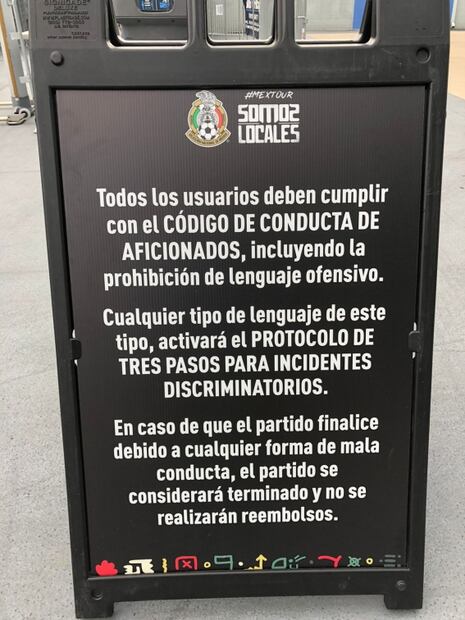 SIGNICADE
DELUXE
#MEXTOUR
SOMOS
LOCALES
Todos los usuarios deben cumplir
con el CÓDIGO DE CONDUCTA DE
AFICIONADOS, incluyendo la
prohibición de lenguaje ofensivo.
Cualquier tipo de lenguaje de este
tipo, activará el PROTOCOLO DE
TRES PASOS PARA INCIDENTES
DISCRIMINATORIOS.
En caso de que el partido finalice
debido a cualquier forma de mala
conducta, el partido se
considerará terminado y no se
realizarán reembolsos.